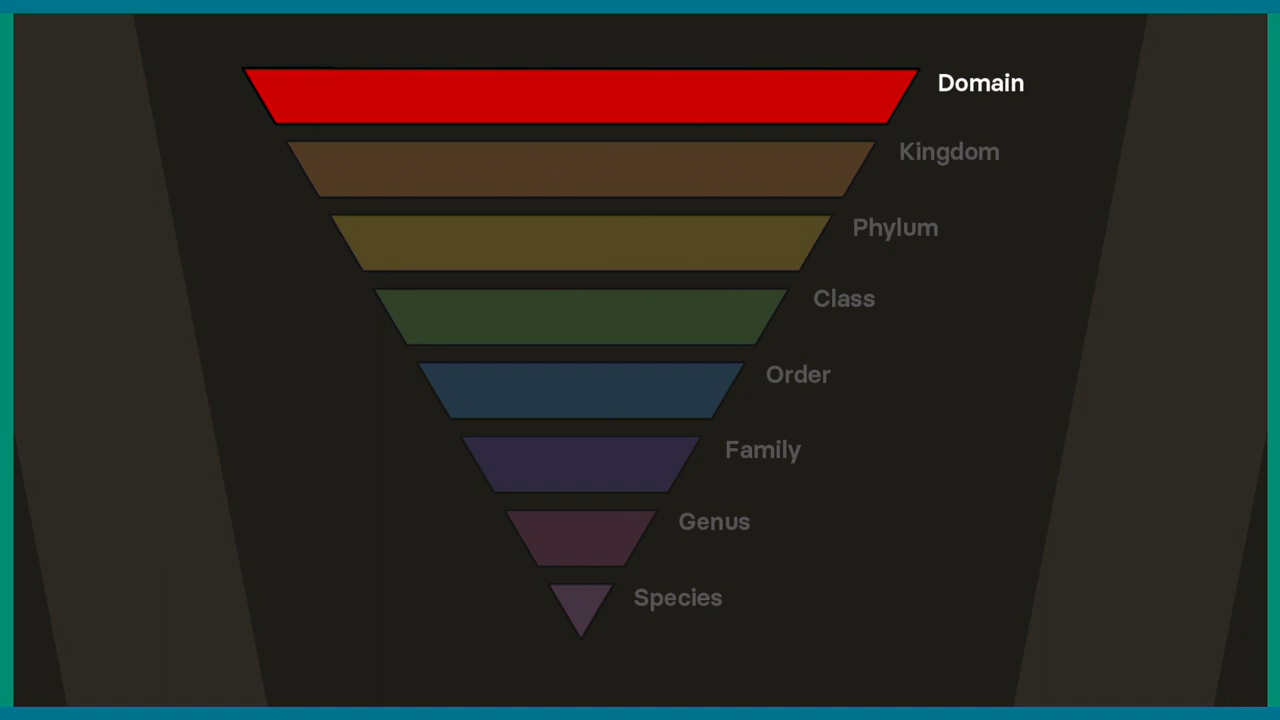 Domain
Kingdom
Phylum
Class
Order
Family
Genus
Species